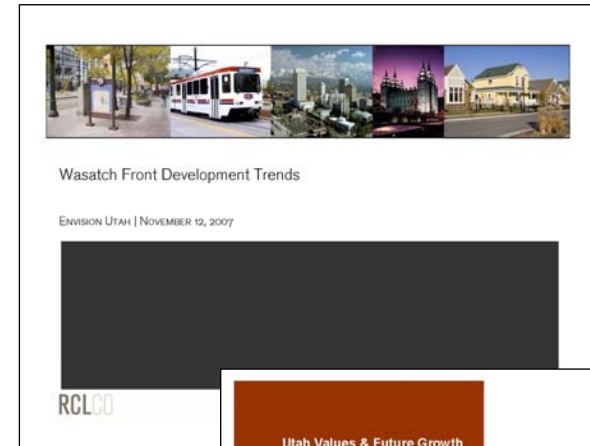 Wasatch Front Development Trends
ENVISION UTAH | NOVEMBER 12, 2007
RCLCO
Utah Values & Future Growth